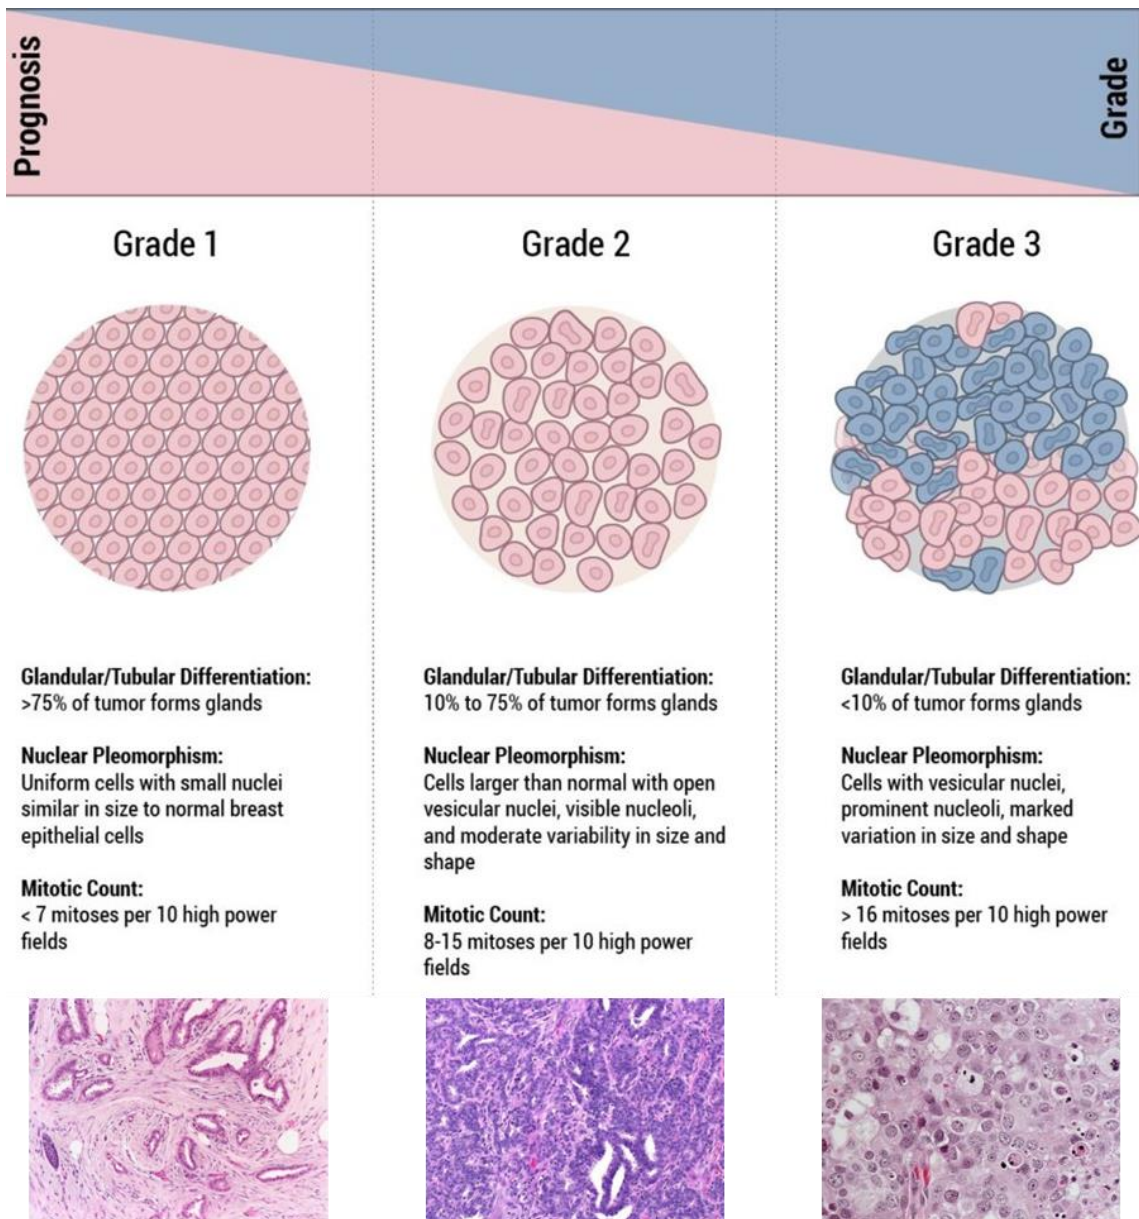 Prognosis
Grade
Grade 1
Grade 2
Grade 3
Glandular/Tubular Differentiation:
>75% of tumor forms glands
Nuclear Pleomorphism:
Uniform cells with small nuclei
similar in size to normal breast
epithelial cells
Mitotic Count:
< 7 mitoses per 10 high power
fields
Glandular/Tubular Differentiation:
10% to 75% of tumor forms glands
Nuclear Pleomorphism:
Cells larger than normal with open
vesicular nuclei, visible nucleoli,
and moderate variability in size and
shape
Mitotic Count:
8-15 mitoses per 10 high power
fields
Glandular/Tubular Differentiation:
<10% of tumor forms glands
Nuclear Pleomorphism:
Cells with vesicular nuclei,
prominent nucleoli, marked
variation in size and shape
Mitotic Count:
> 16 mitoses per 10 high power
fields